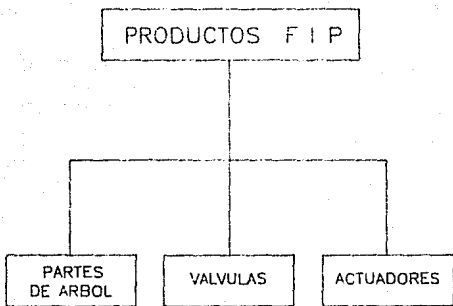 PRODUCTOS F I P
PARTES
DE ARBOL
VALVULAS
ACTUADORES